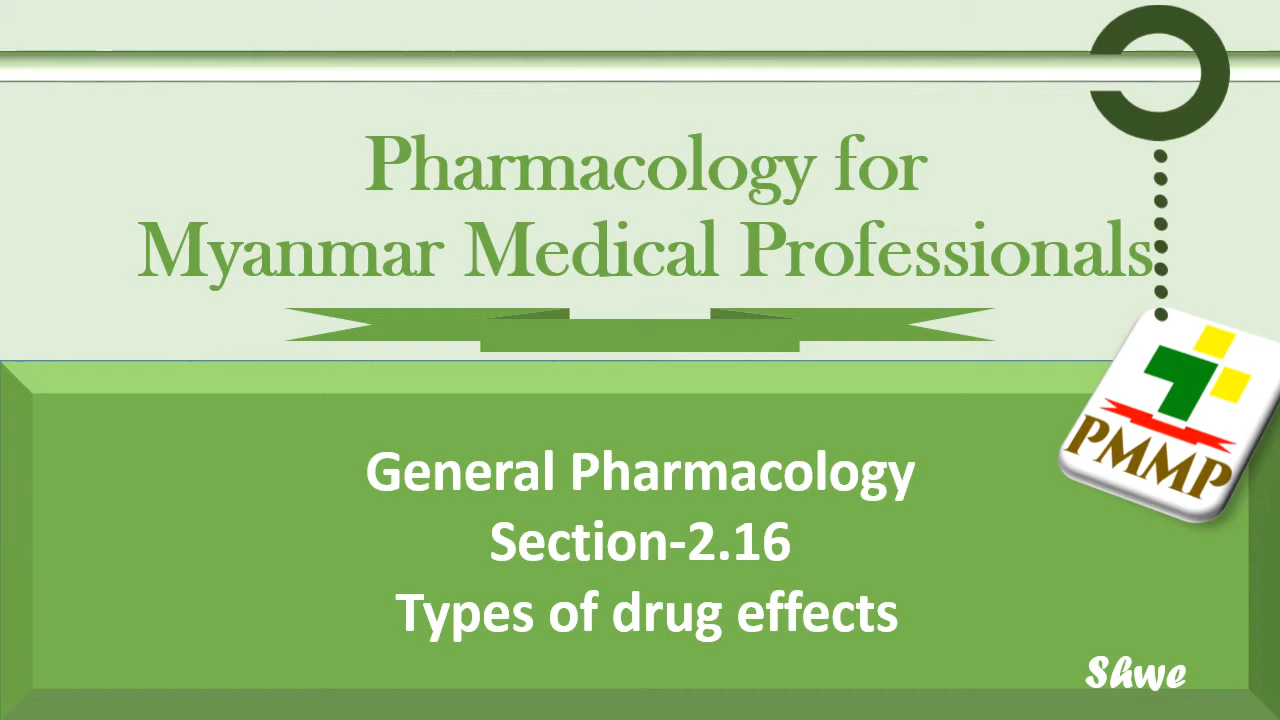 Pharmacology for
Myanmar Medical Professionals
PMMP
General Pharmacology
Section-2.16
Types of drug effects
Shwe